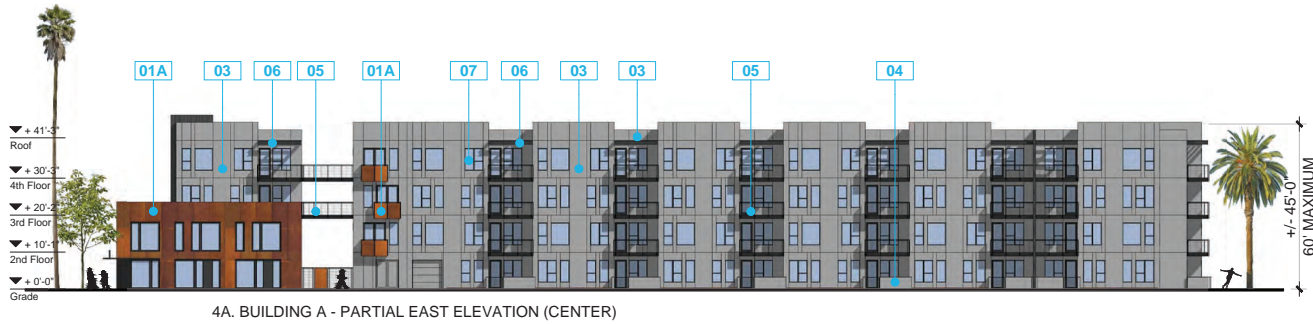 01A 03 06 05 01A 07 06 03 03 05 04
+ 41'-3"
Roof
+ 30'-3"
4th Floor
+ 20'-2"
3rd Floor
+ 10'-1"
2nd Floor
+ 0'-0"
Grade
+/- 45'-0"
60' MAXIMUM
4A. BUILDING A - PARTIAL EAST ELEVATION (CENTER)